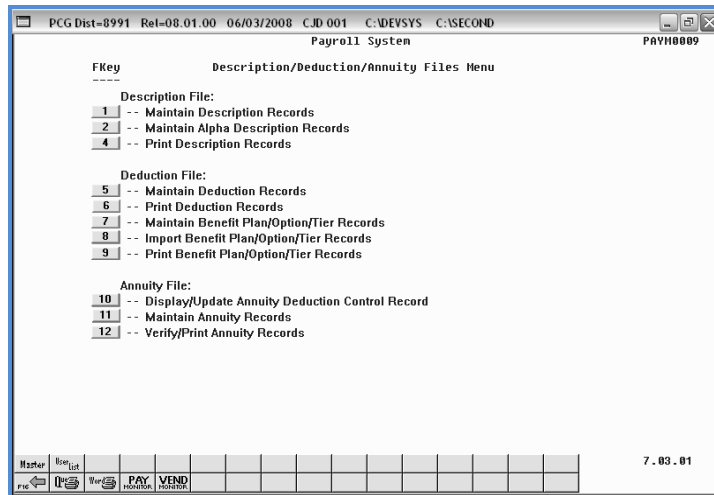 PCG Dist=8991 Rel=08.01.00 06/03/2008 CJD 001 C:\DEVSYS C:\SECOND
Payroll System PAYM0009
FKey Description/Deduction/Annuity Files Menu
----
Description File:
1 -- Maintain Description Records
2 -- Maintain Alpha Description Records
4 -- Print Description Records
Deduction File:
5 -- Maintain Deduction Records
6 -- Print Deduction Records
7 -- Maintain Benefit Plan/Option/Tier Records
8 -- Import Benefit Plan/Option/Tier Records
9 -- Print Benefit Plan/Option/Tier Records
Annuity File:
10 -- Display/Update Annuity Deduction Control Record
11 -- Maintain Annuity Records
12 -- Verify/Print Annuity Records
Master User List 7.03.01
F16 PAY MONITOR VEND MONITOR